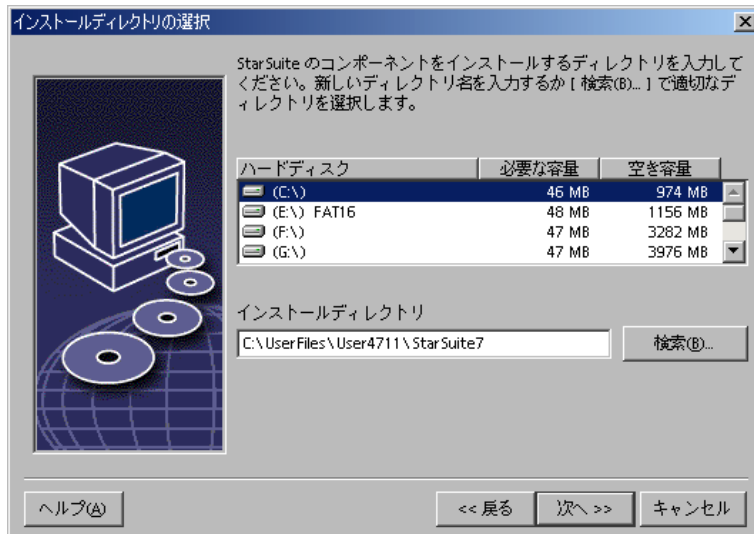 インストールディレクトリの選択
StarSuite のコンポーネントをインストールするディレクトリを入力して
ください。新しいディレクトリ名を入力するか [ 検索(B)... ] で適切なデ
ィレクトリを選択します。
ハードディスク 必要な容量 空き容量
(C:\) 46 MB 974 MB
(E:\) FAT16 48 MB 1156 MB
(F:\) 47 MB 3282 MB
(G:\) 47 MB 3976 MB
インストールディレクトリ
C:\UserFiles\User4711\StarSuite7 検索(B)...
ヘルプ(A) << 戻る 次へ >> キャンセル